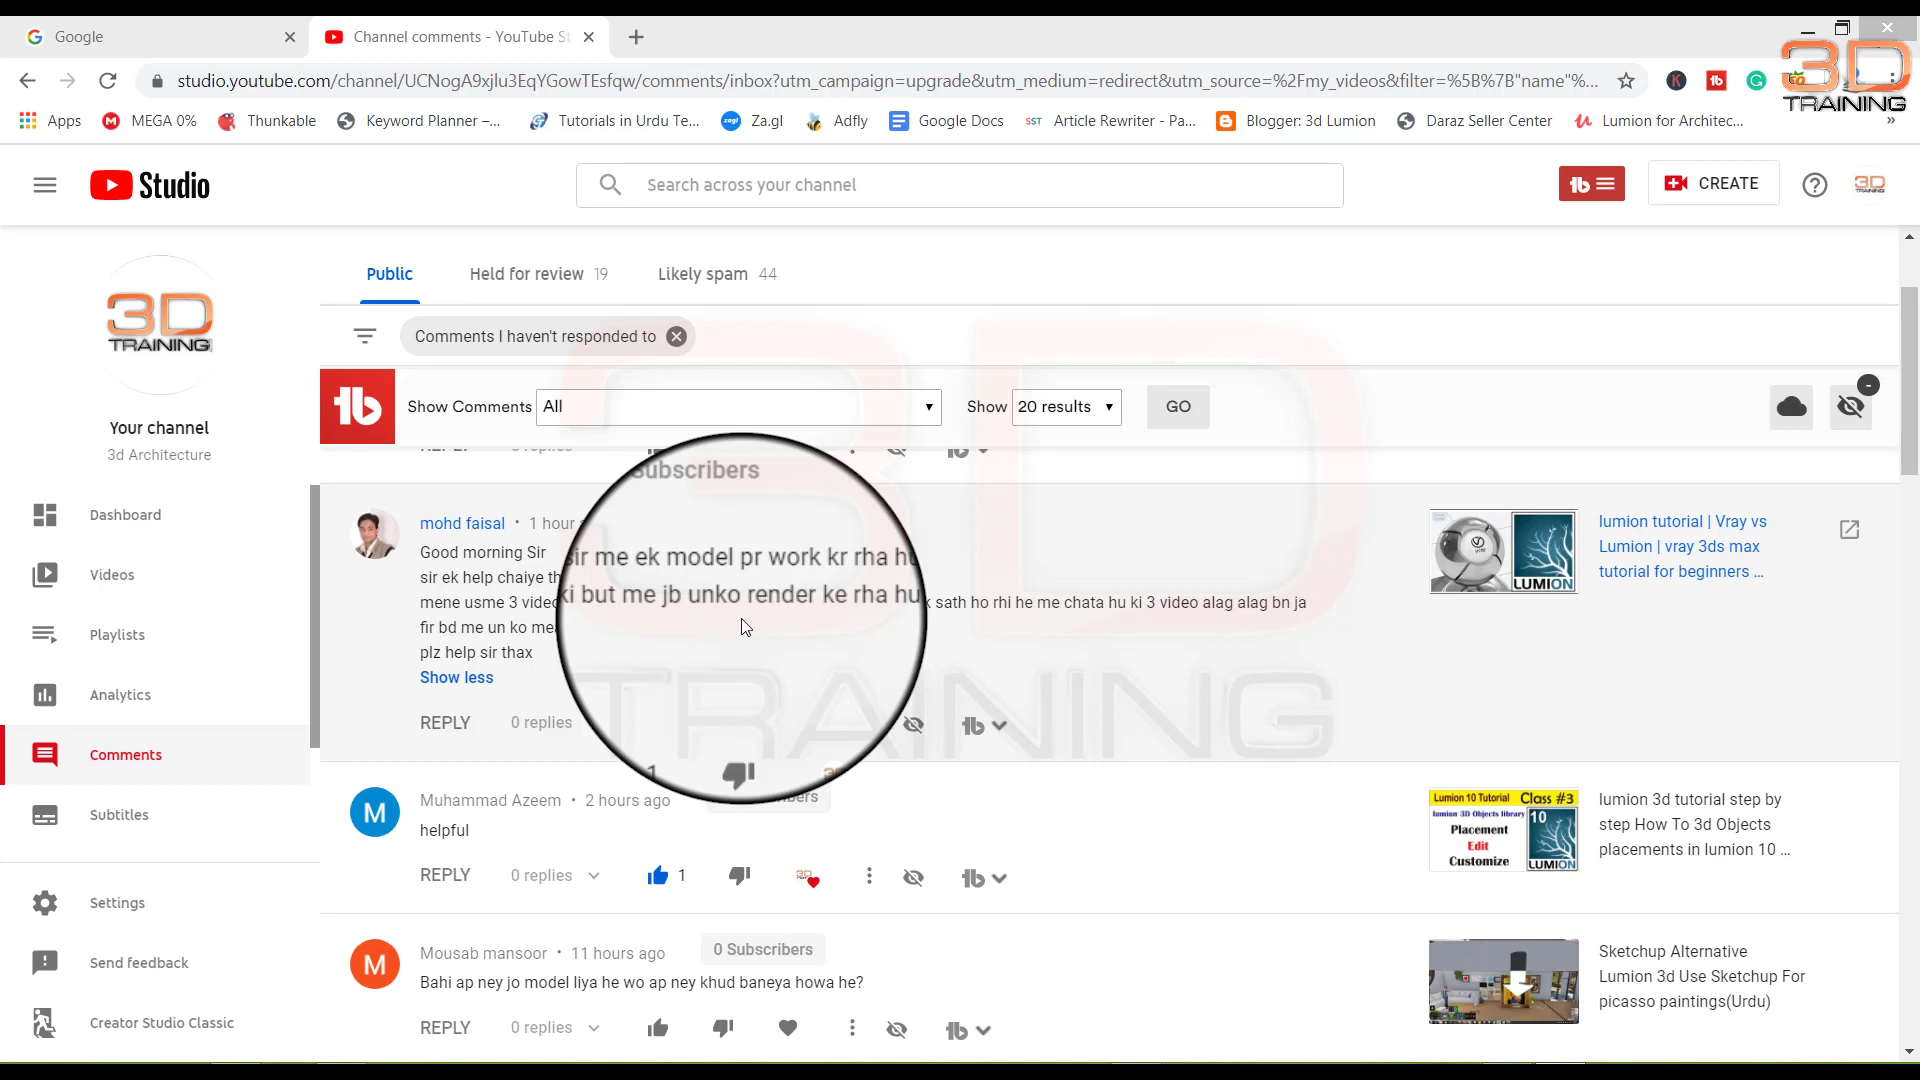 Google
Channel comments - YouTube St
studio.youtube.com/channel/UCNogA9xjlu3EqYGowTEsfqw/comments/inbox?utm_campaign=upgrade&utm_medium=redirect&utm_source=%2Fmy_videos&filter=%5B%7B"name"%...
3D
TRAINING
Apps
MEGA 0%
Thunkable
Keyword Planner –...
Tutorials in Urdu Te...
Za.gl
Adfly
Google Docs
Article Rewriter - Pa...
Blogger: 3d Lumion
Daraz Seller Center
Lumion for Architec...
»
Studio
Search across your channel
CREATE
3D
TRAINING
Your channel
3d Architecture
Dashboard
Videos
Playlists
Analytics
Comments
Subtitles
Settings
Send feedback
Creator Studio Classic
Public
Held for review 19
Likely spam 44
Comments I haven't responded to
Show Comments All
Show 20 results
GO
Subscribers
mohd faisal • 1 hour
Good morning Sir
sir ek help chaiye
sir me ek model pr work kr rha
mene usme 3
ki but me jb unko render ke rha hu
sath ho rhi he me chata hu ki 3 video alag alag bn ja
fir bd me un ko
plz help sir thax
Show less
REPLY 0 replies
1
lumion tutorial | Vray vs
Lumion | vray 3ds max
tutorial for beginners ...
LUMION
3D
TRAINING
Muhammad Azeem • 2 hours ago
helpful
REPLY 0 replies 1
Lumion 10 Tutorial Class #3
lumion 3D Objects library
10
Placement
Edit
Customize
LUMION
lumion 3d tutorial step by
step How To 3d Objects
placements in lumion 10 ...
Mousab mansoor • 11 hours ago 0 Subscribers
Bahi ap ney jo model liya he wo ap ney khud baneya howa he?
REPLY 0 replies
Sketchup Alternative
Lumion 3d Use Sketchup For
picasso paintings(Urdu)